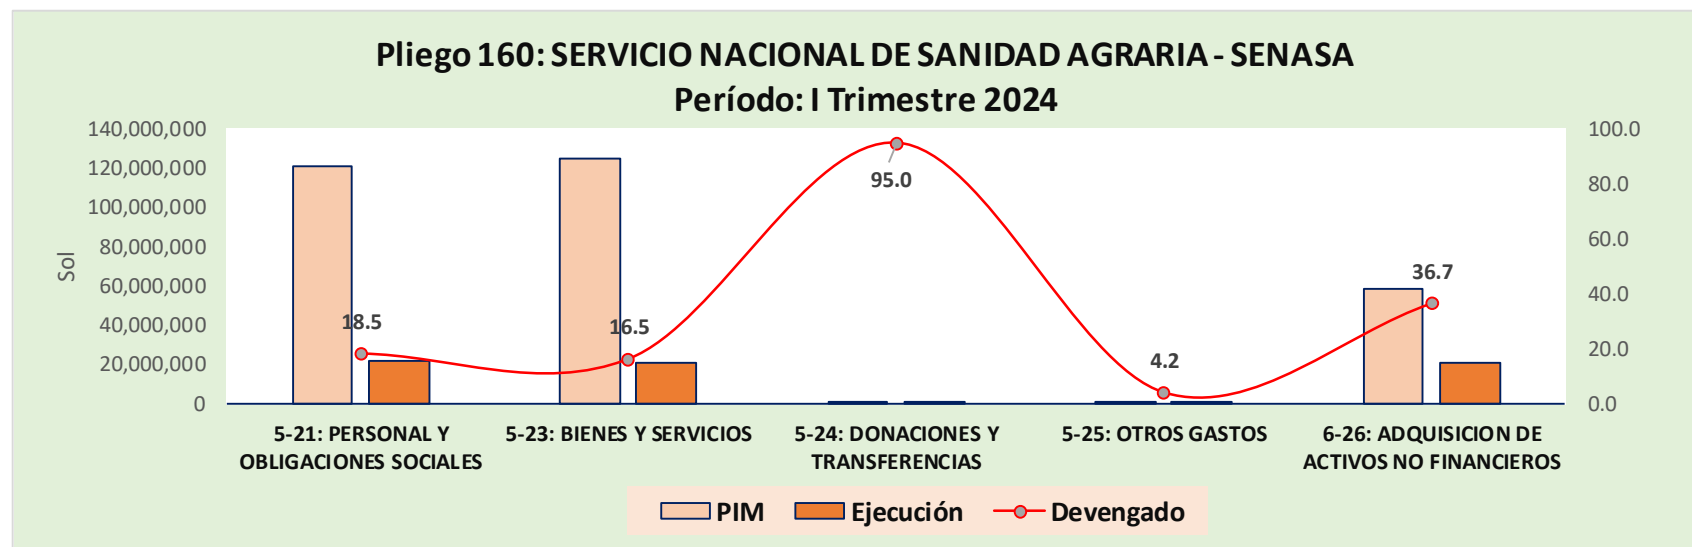 Pliego 160: SERVICIO NACIONAL DE SANIDAD AGRARIA - SENASA
Período: I Trimestre 2024
Sol
140,000,000
120,000,000
100,000,000
80,000,000
60,000,000
40,000,000
20,000,000
0
18.5
16.5
95.0
4.2
36.7
100.0
80.0
60.0
40.0
20.0
0.0
5-21: PERSONAL Y
OBLIGACIONES SOCIALES
5-23: BIENES Y SERVICIOS
5-24: DONACIONES Y
TRANSFERENCIAS
5-25: OTROS GASTOS
6-26: ADQUISICION DE
ACTIVOS NO FINANCIEROS
PIM
Ejecución
Devengado